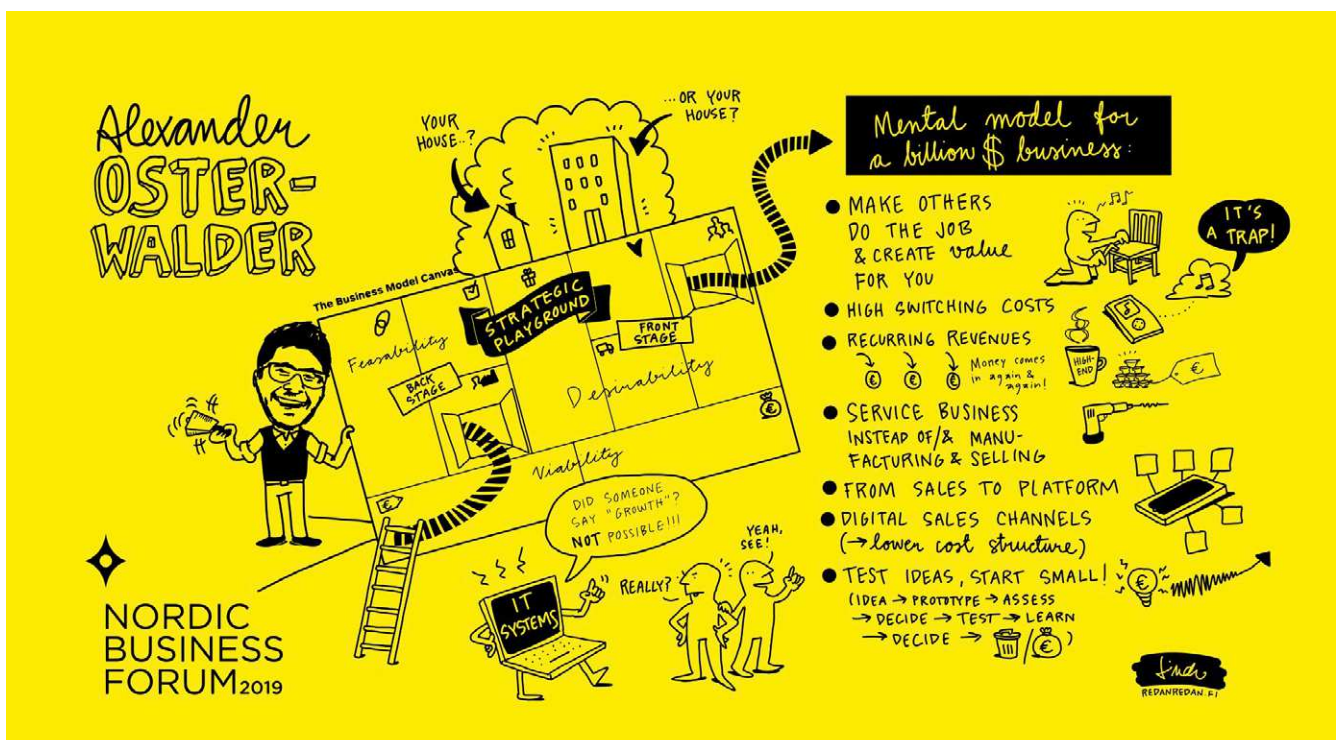 Alexander
OSTER-
WALDER
YOUR
HOUSE..?
...OR YOUR
HOUSE?
The Business Model Canvas
STRATEGIC
PLAYGROUND
Feasability
BACK
STAGE
FRONT
STAGE
Desirability
Viability
€
DID SOMEONE
SAY "GROWTH"?
NOT POSSIBLE!!!
IT
SYSTEMS
REALLY?
YEAH,
SEE!
NORDIC
BUSINESS
FORUM2019
Mental model for
a billion $ business:
● MAKE OTHERS
DO THE JOB
& CREATE value
FOR YOU
IT'S
A TRAP!
● HIGH SWITCHING COSTS
● RECURRING REVENUES
€ € €
Money comes
in again &
again!
HIGH-
END
€
● SERVICE BUSINESS
INSTEAD OF/& MANU-
FACTURING & SELLING
● FROM SALES TO PLATFORM
● DIGITAL SALES CHANNELS
(→ lower cost structure)
● TEST IDEAS, START SMALL!
(IDEA → PROTOTYPE → ASSESS
→ DECIDE → TEST → LEARN
→ DECIDE → / € )
€
REDANREDAN.FI